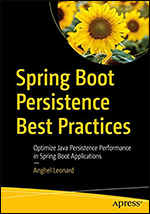 Spring Boot
Persistence
Best Practices
Optimize Java Persistence Performance
in Spring Boot Applications
Anghel Leonard
Apress®